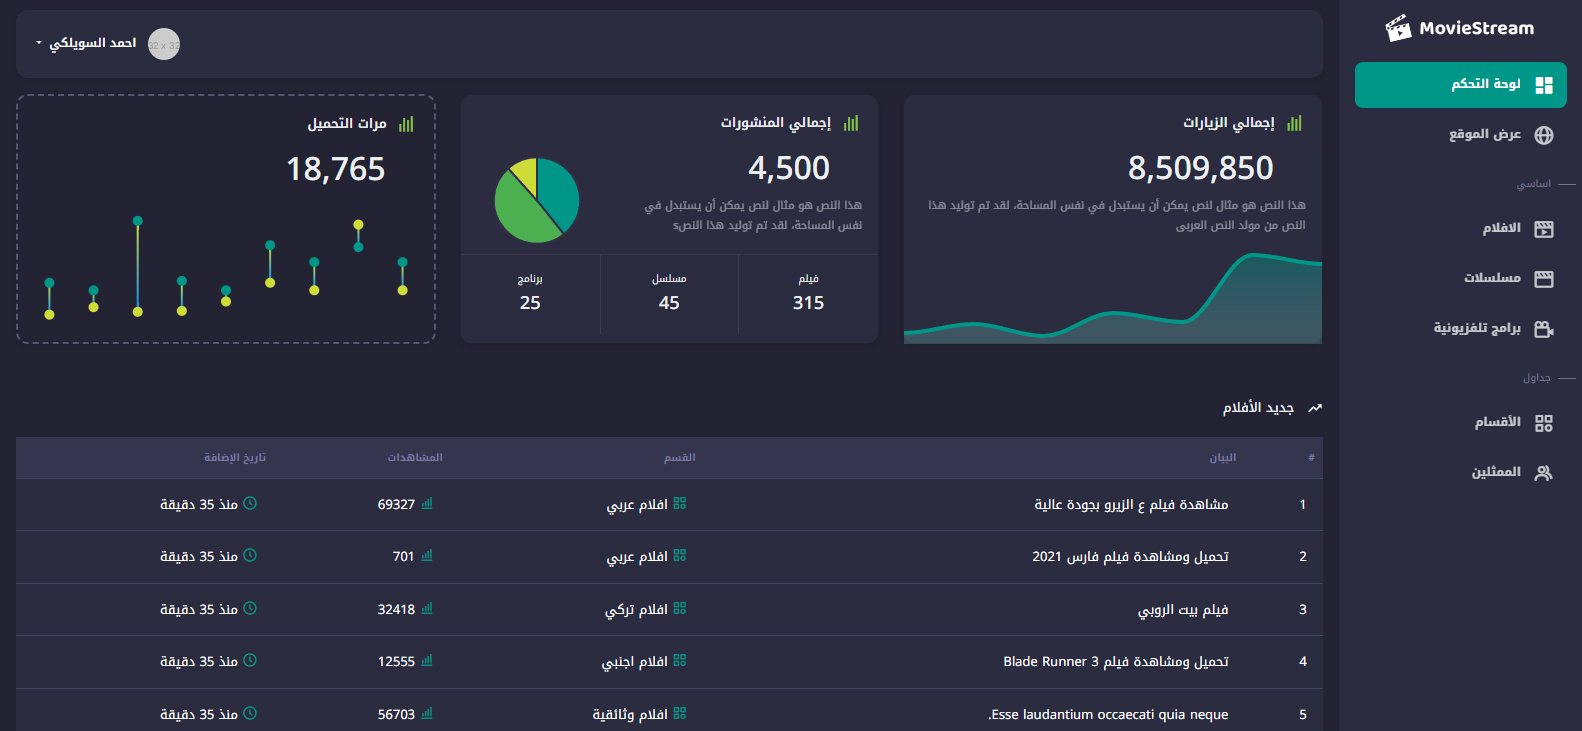 MovieStream
لوحة التحكم
عرض الموقع
اساسي
الافلام
مسلسلات
برامج تلفزيونية
جداول
الأقسام
الممثلين
32 x 32
احمد السويلكي
إجمالي الزيارات
8,509,850
هذا النص هو مثال لنص يمكن أن يستبدل في نفس المساحة، لقد تم توليد هذا
النص من مولد النص العربى
إجمالي المنشورات
4,500
هذا النص هو مثال لنص يمكن أن يستبدل في
نفس المساحة، لقد تم توليد هذا النصs
فيلم مسلسل برنامج
315 45 25
مرات التحميل
18,765
جديد الأفلام
# البيان القسم المشاهدات تاريخ الإضافة
1 مشاهدة فيلم ع الزيرو بجودة عالية افلام عربي 69327 منذ 35 دقيقة
2 تحميل ومشاهدة فيلم فارس 2021 افلام عربي 701 منذ 35 دقيقة
3 فيلم بيت الروبي افلام تركي 32418 منذ 35 دقيقة
4 تحميل ومشاهدة فيلم Blade Runner 3 افلام اجنبي 12555 منذ 35 دقيقة
5 Esse laudantium occaecati quia neque. افلام وثائقية 56703 منذ 35 دقيقة